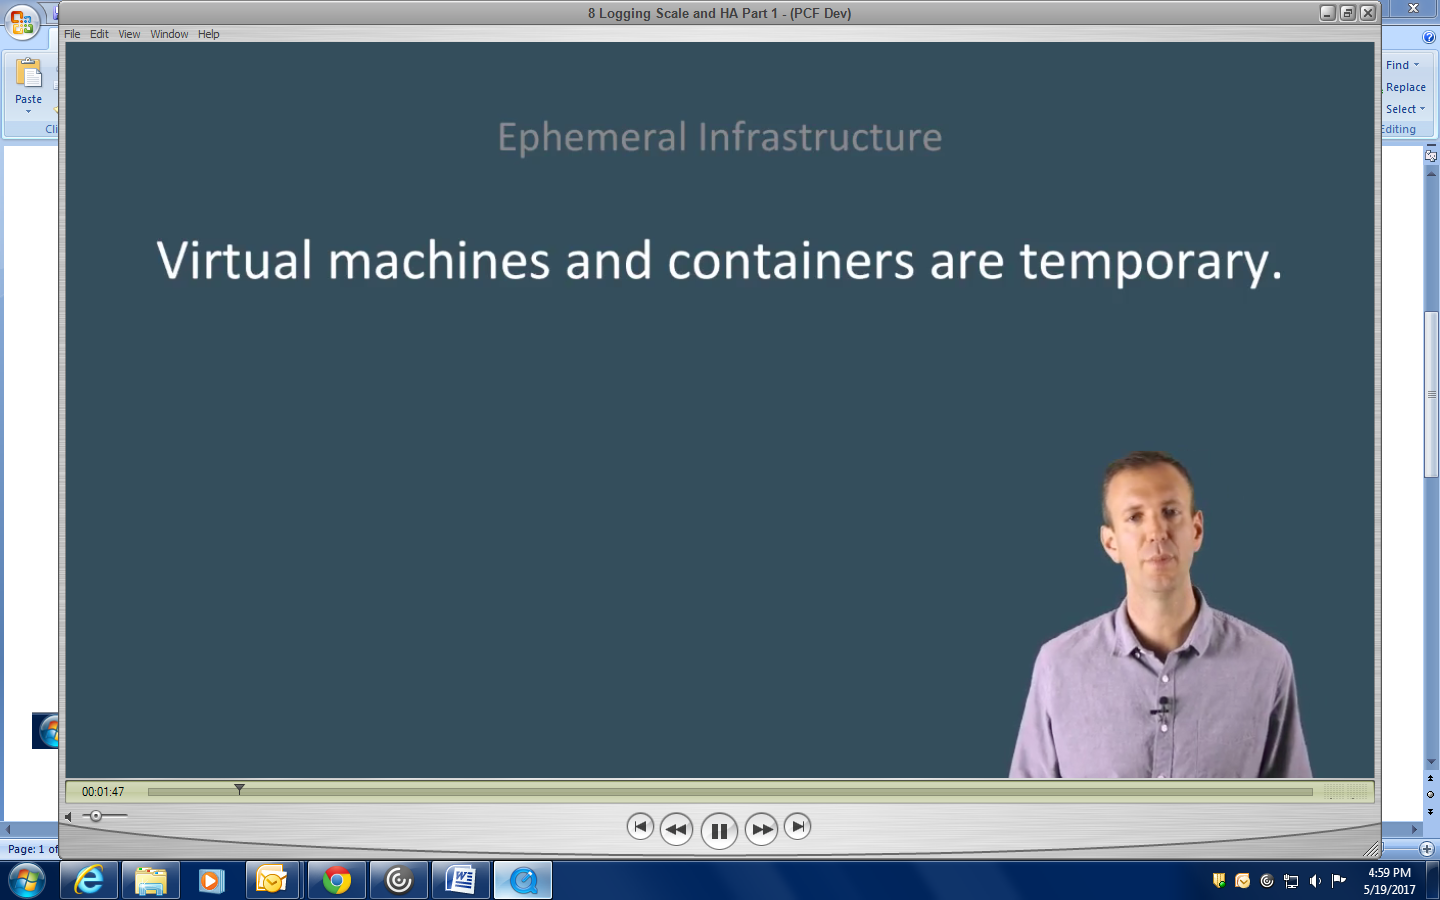 8 Logging Scale and HA Part 1 - (PCF Dev)
File Edit View Window Help
Find
Paste
Replace
Select
Cli
Editing
Ephemeral Infrastructure
Virtual machines and containers are temporary.
00:01:47
Page: 1 of
4:59 PM
5/19/2017